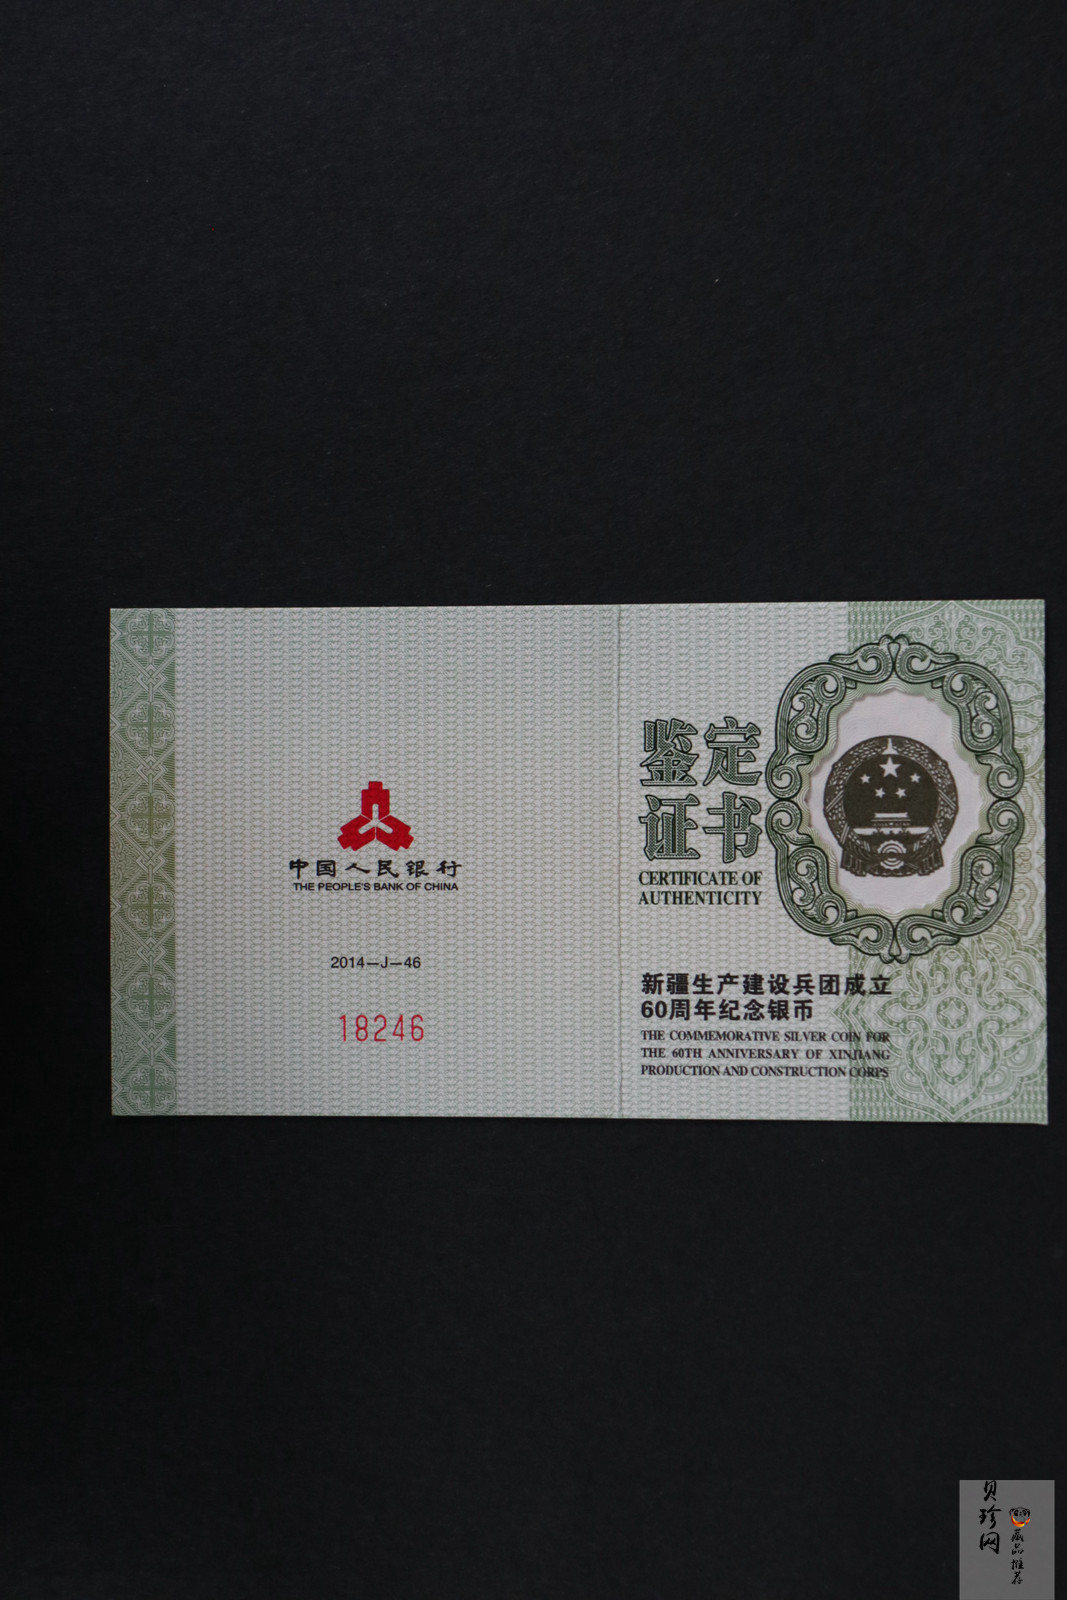 中国人民银行
THE PEOPLE'S BANK OF CHINA
2014—J—46
18246
鉴定
证书
CERTIFICATE OF
AUTHENTICITY
新疆生产建设兵团成立
60周年纪念银币
THE COMMEMORATIVE SILVER COIN FOR
THE 60TH ANNIVERSARY OF XINJIANG
PRODUCTION AND CONSTRUCTION CORPS
贝珍网
藏品推荐